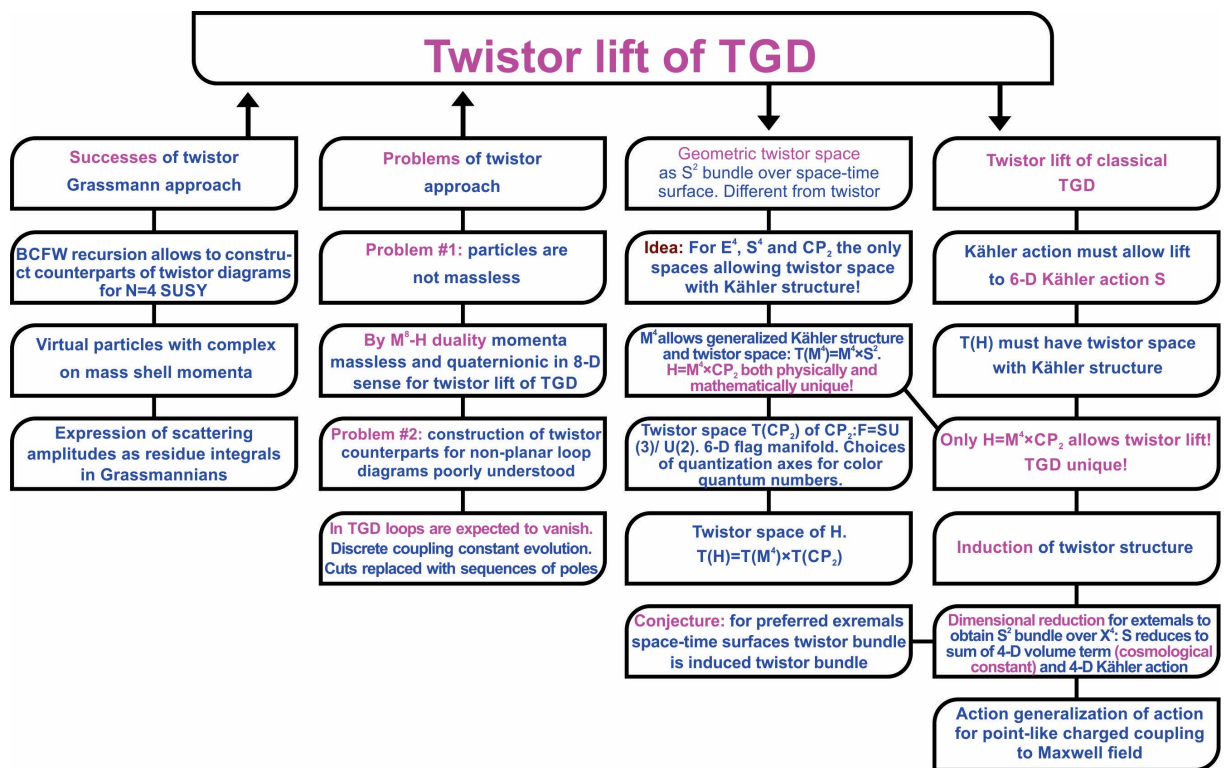 Twistor lift of TGD
Successes of twistor
Grassmann approach
BCFW recursion allows to constru-
ct counterparts of twistor diagrams
for N=4 SUSY
Virtual particles with complex
on mass shell momenta
Expression of scattering
amplitudes as residue integrals
in Grassmannians
Problems of twistor
approach
Problem #1: particles are
not massless
By M⁸-H duality momenta
massless and quaternionic in 8-D
sense for twistor lift of TGD
Problem #2: construction of twistor
counterparts for non-planar loop
diagrams poorly understood
In TGD loops are expected to vanish.
Discrete coupling constant evolution.
Cuts replaced with sequences of poles
Geometric twistor space
as S² bundle over space-time
surface. Different from twistor
Idea: For E⁴, S⁴ and CP₂ the only
spaces allowing twistor space
with Kähler structure!
M⁴allows generalized Kähler structure
and twistor space: T(M⁴)=M⁴×S².
H=M⁴×CP₂ both physically and
mathematically unique!
Twistor space T(CP₂) of CP₂:F=SU
(3)/ U(2). 6-D flag manifold. Choices
of quantization axes for color
quantum numbers.
Twistor space of H.
T(H)=T(M⁴)×T(CP₂)
Conjecture: for preferred exremals
space-time surfaces twistor bundle
is induced twistor bundle
Twistor lift of classical
TGD
Kähler action must allow lift
to 6-D Kähler action S
T(H) must have twistor space
with Kähler structure
Only H=M⁴×CP₂ allows twistor lift!
TGD unique!
Induction of twistor structure
Dimensional reduction for extemals to
obtain S² bundle over X⁴: S reduces to
sum of 4-D volume term (cosmological
constant) and 4-D Kähler action
Action generalization of action
for point-like charged coupling
to Maxwell field